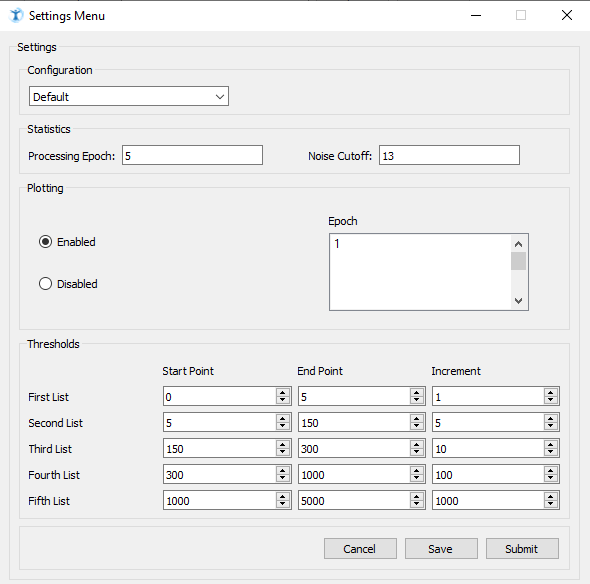 Settings Menu
Settings
Configuration
Default
Statistics
Processing Epoch: 5 Noise Cutoff: 13
Plotting
Epoch
Enabled 1
Disabled
Thresholds
Start Point End Point Increment
First List 0 5 1
Second List 5 150 5
Third List 150 300 10
Fourth List 300 1000 100
Fifth List 1000 5000 1000
Cancel Save Submit